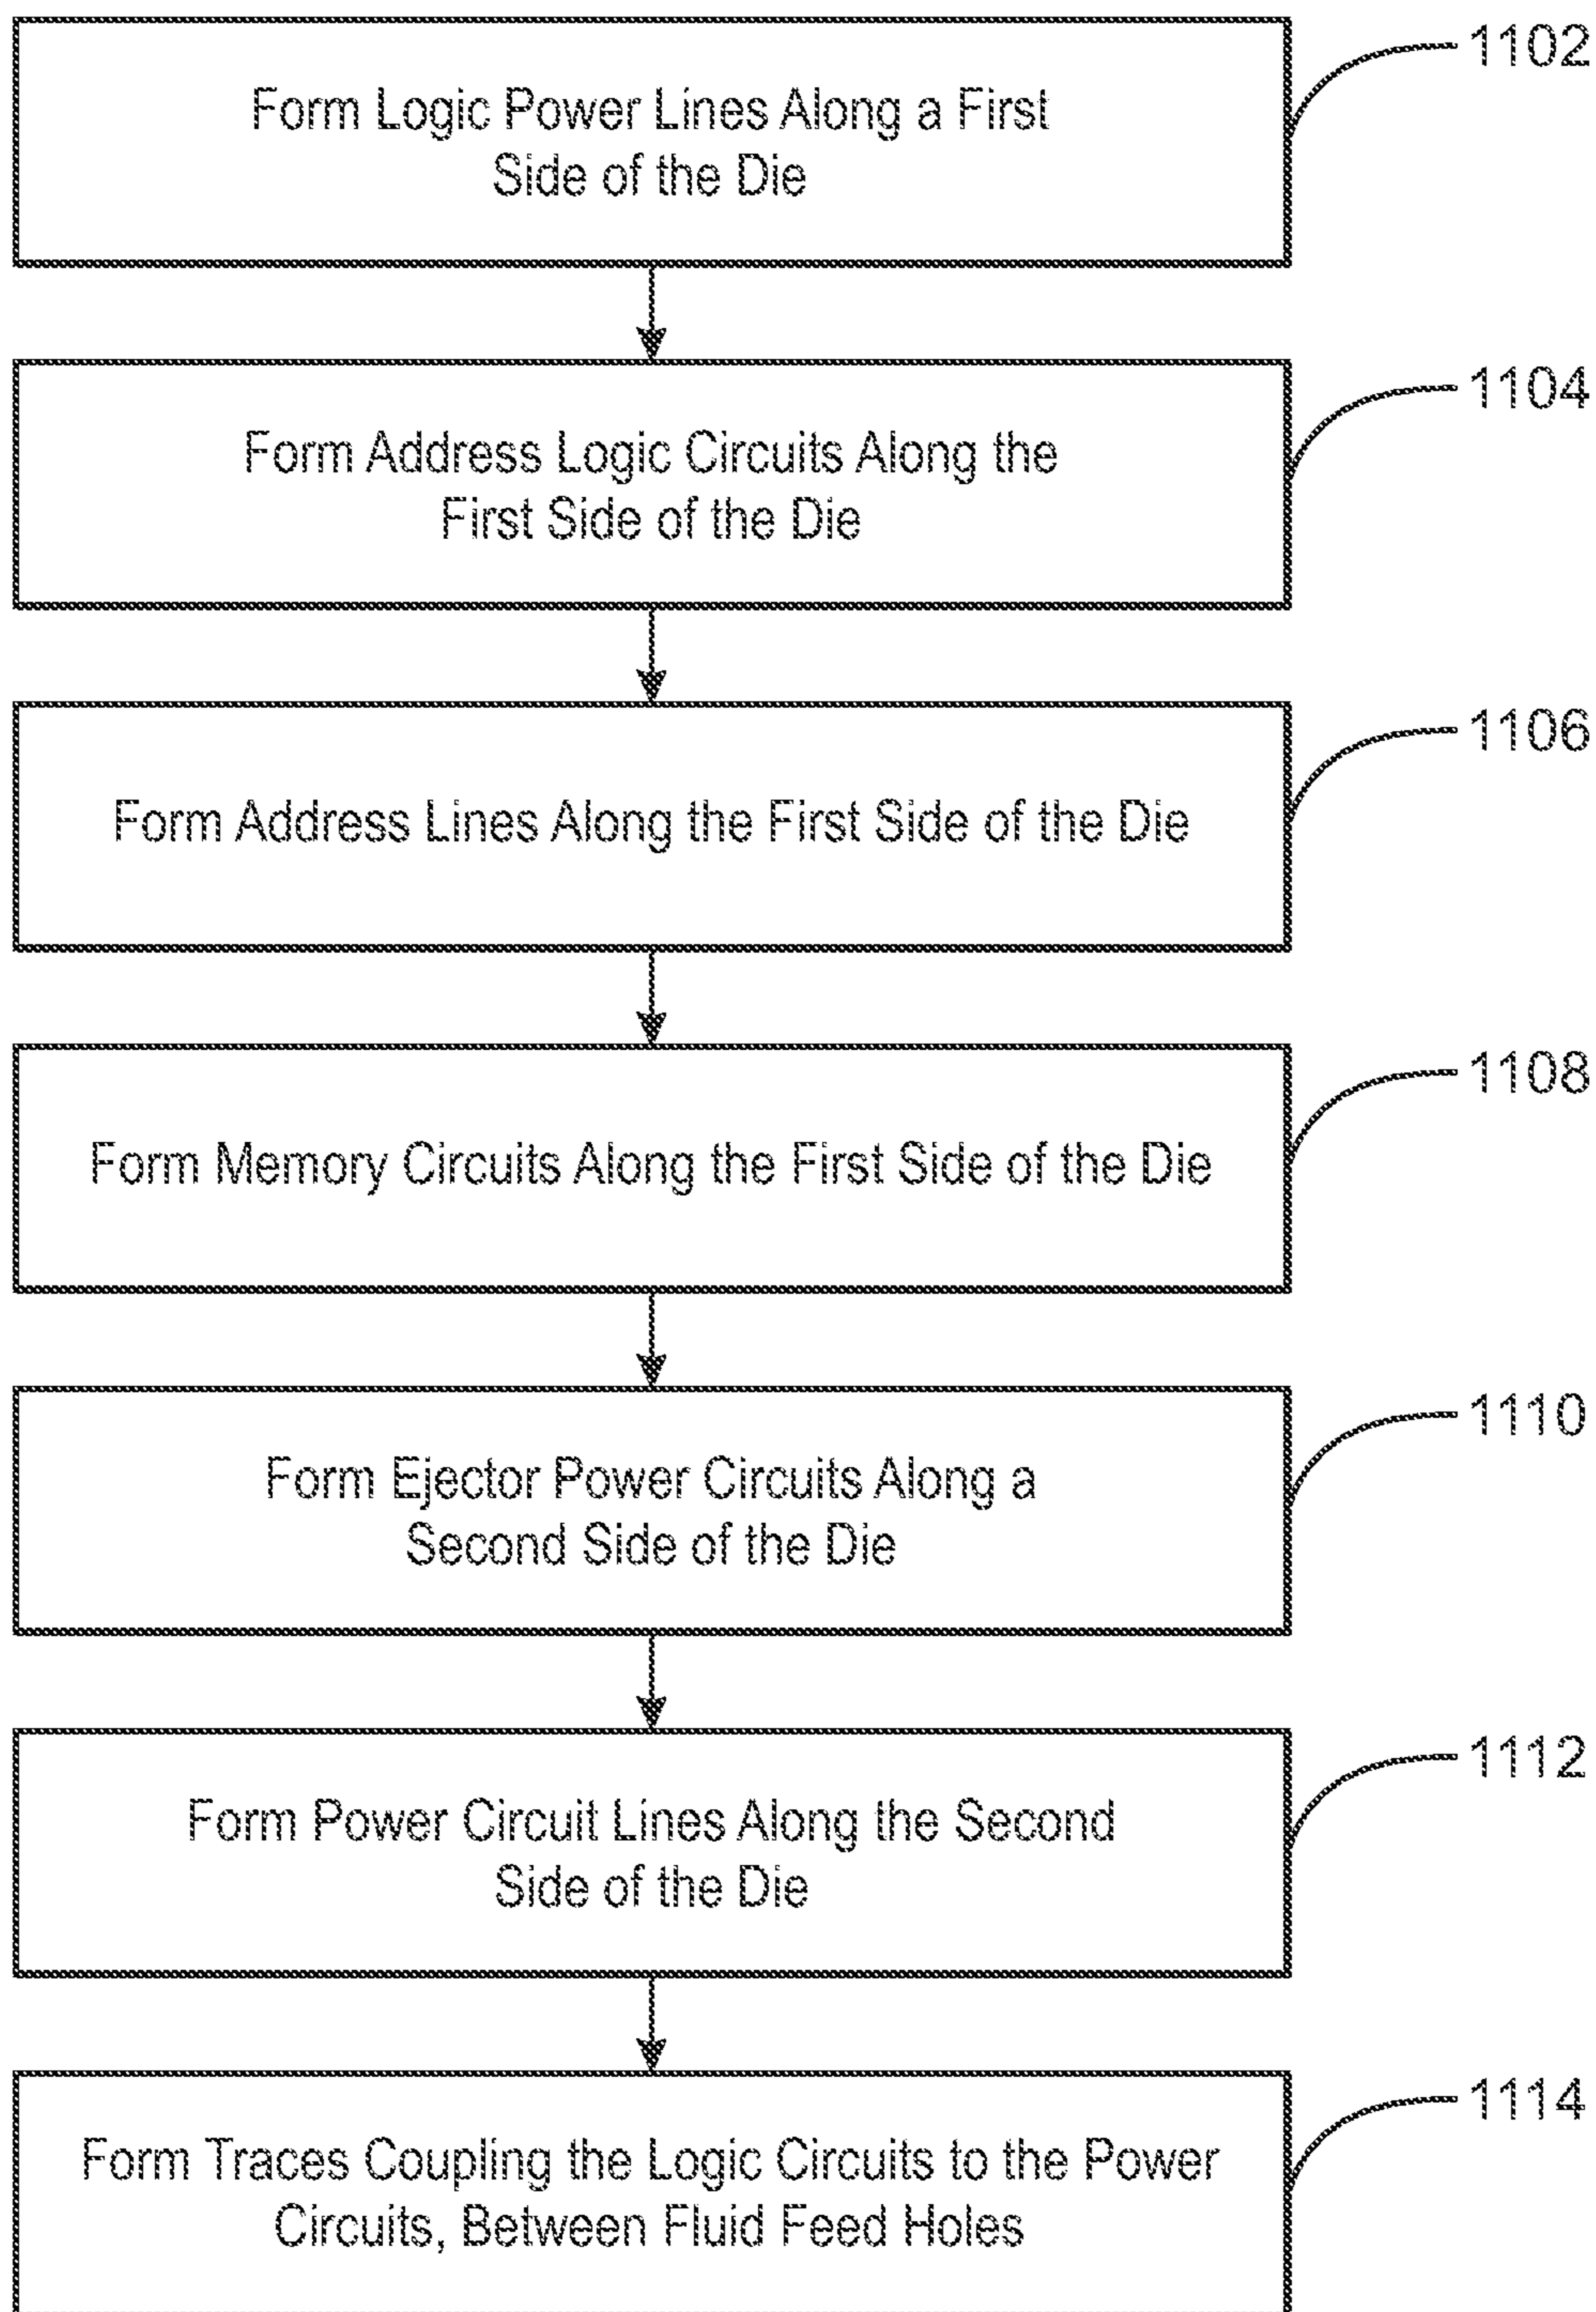 1102
Form Logic Power Lines Along a First
Side of the Die
1104
Form Address Logic Circuits Along the
First Side of the Die
1106
Form Address Lines Along the First Side of the Die
1108
Form Memory Circuits Along the First Side of the Die
1110
Form Ejector Power Circuits Along a
Second Side of the Die
1112
Form Power Circuit Lines Along the Second
Side of the Die
1114
Form Traces Coupling the Logic Circuits to the Power
Circuits, Between Fluid Feed Holes